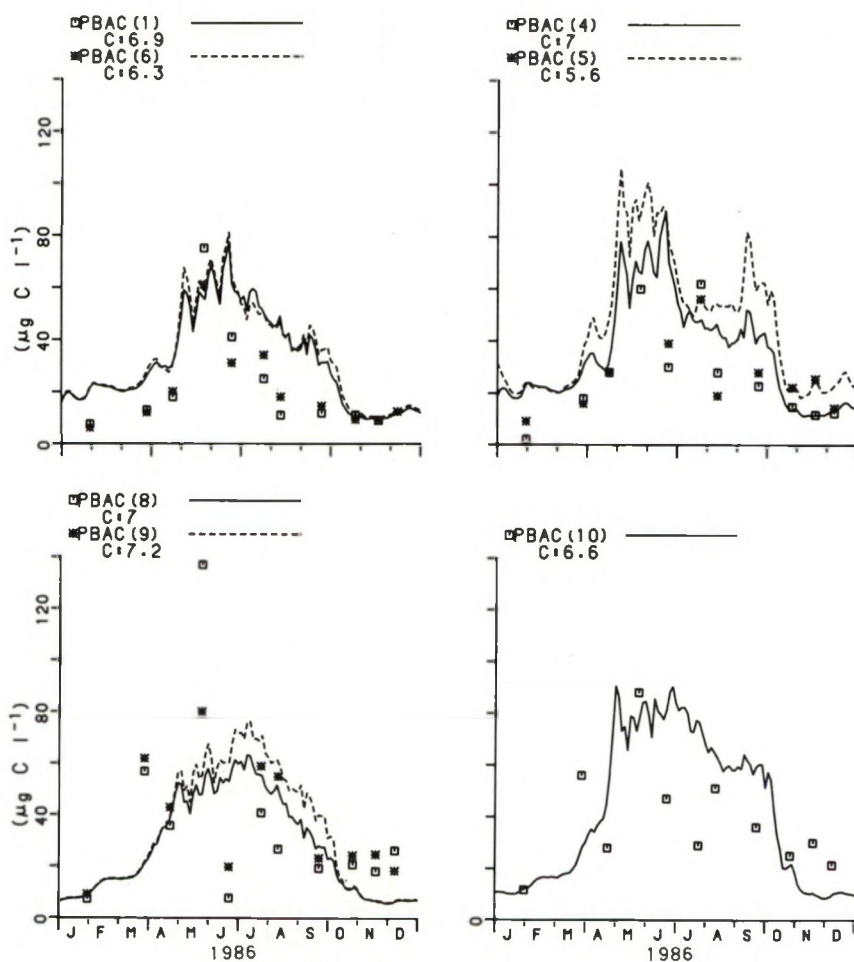 PBAC(1)
C:6.9
PBAC(6)
C:6.3
PBAC(4)
C:7
PBAC(5)
C:5.6
120
80
40
0
(µg C l⁻¹)
PBAC(8)
C:7
PBAC(9)
C:7.2
PBAC(10)
C:6.6
120
80
40
0
(µg C l⁻¹)
0
J F M A M J J A S O N D
1986
J F M A M J J A S O N D
1986